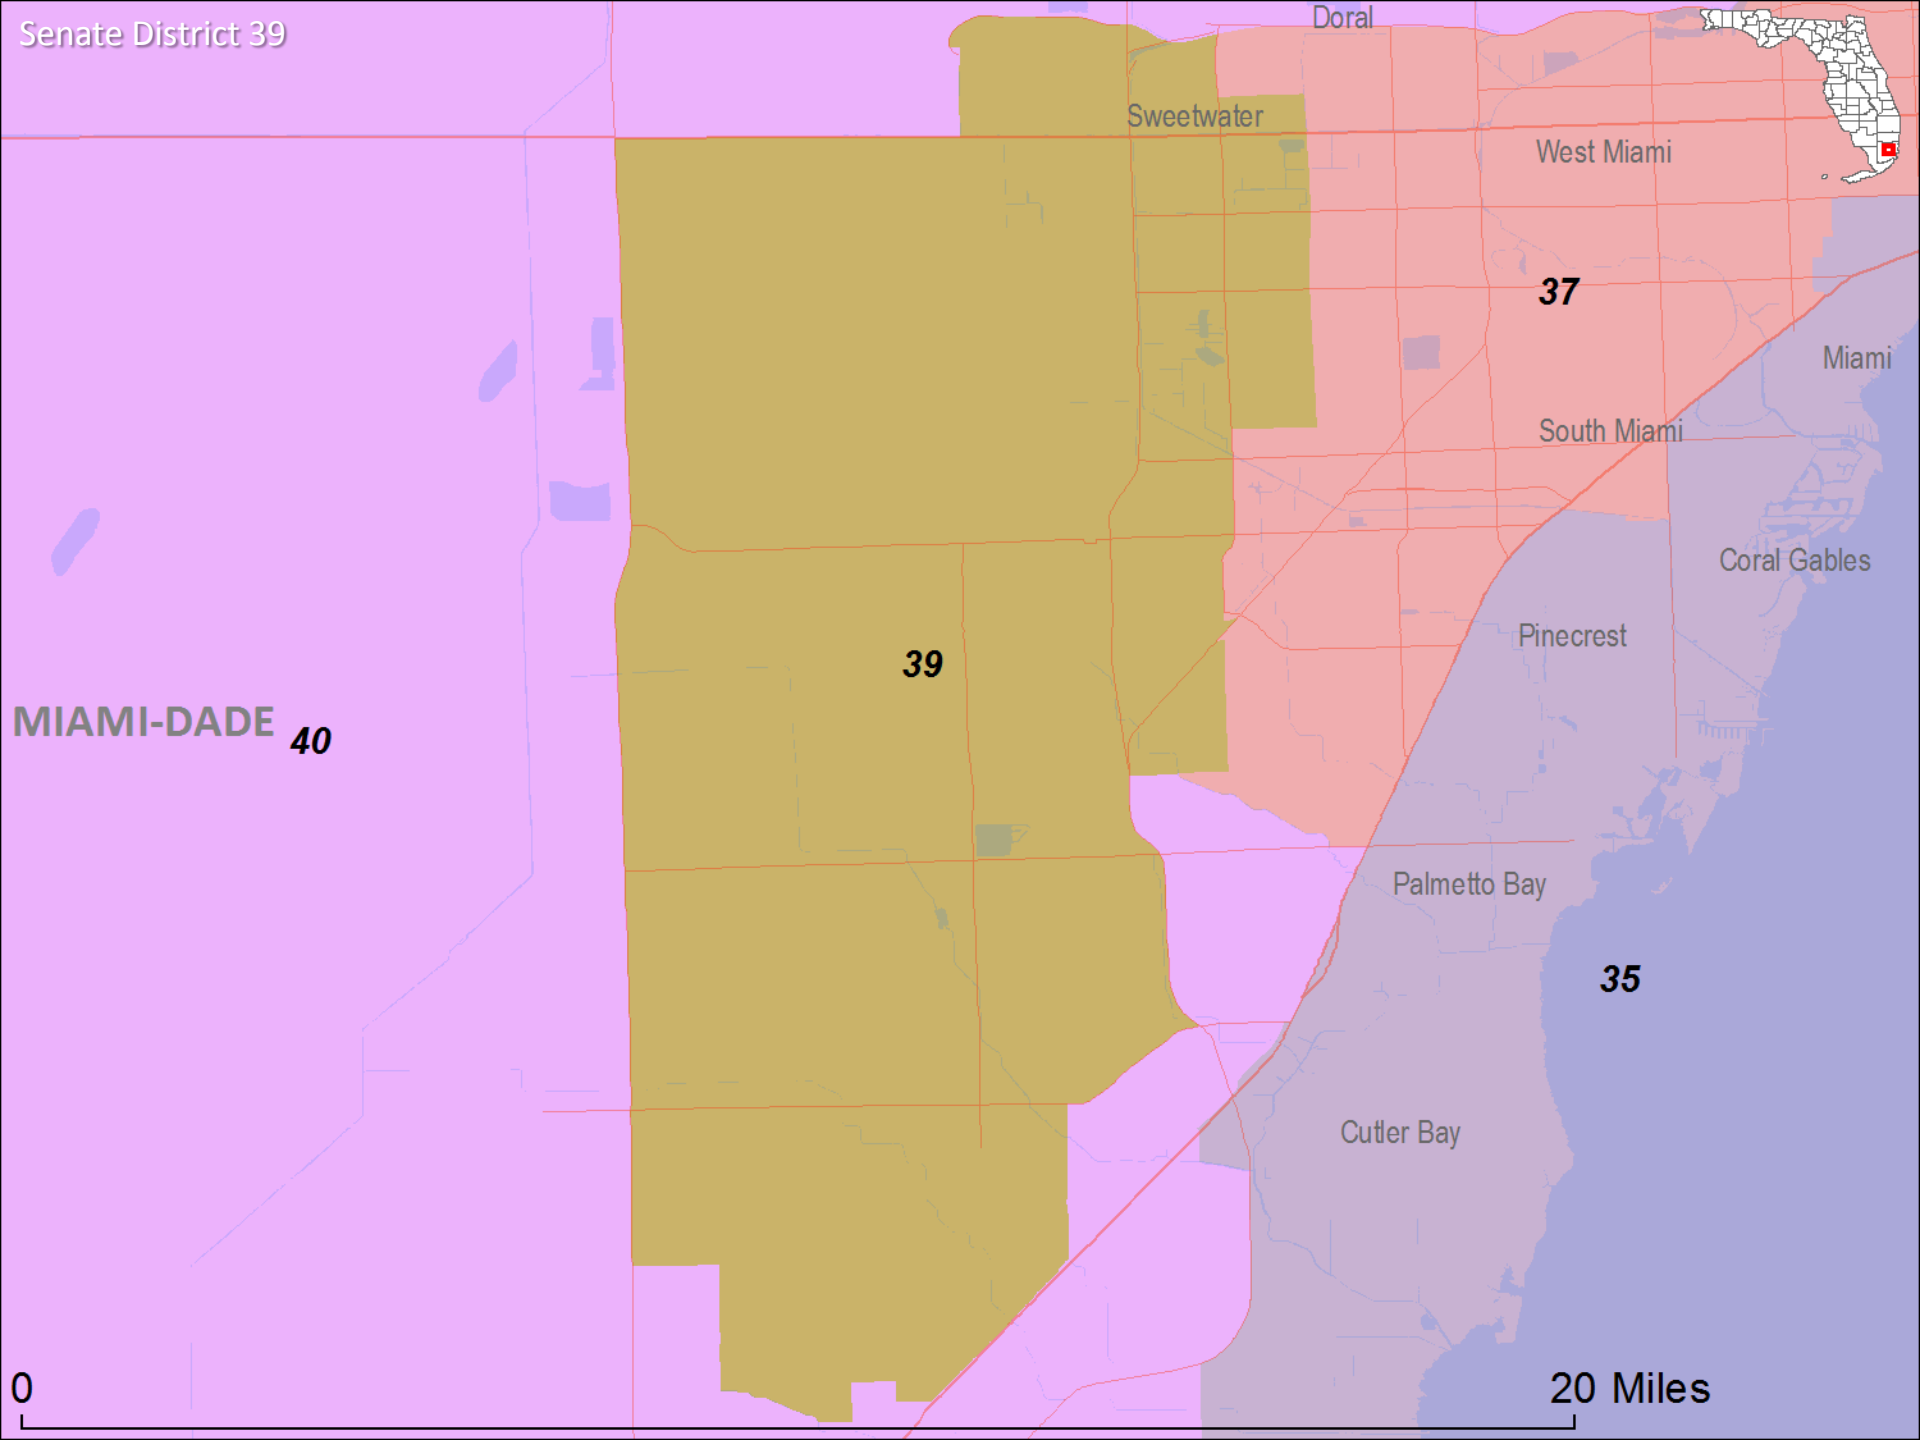 Senate District 39
Doral
Sweetwater
West Miami
37
Miami
South Miami
Coral Gables
Pinecrest
39
MIAMI-DADE
40
Palmetto Bay
35
Cutler Bay
0
20 Miles